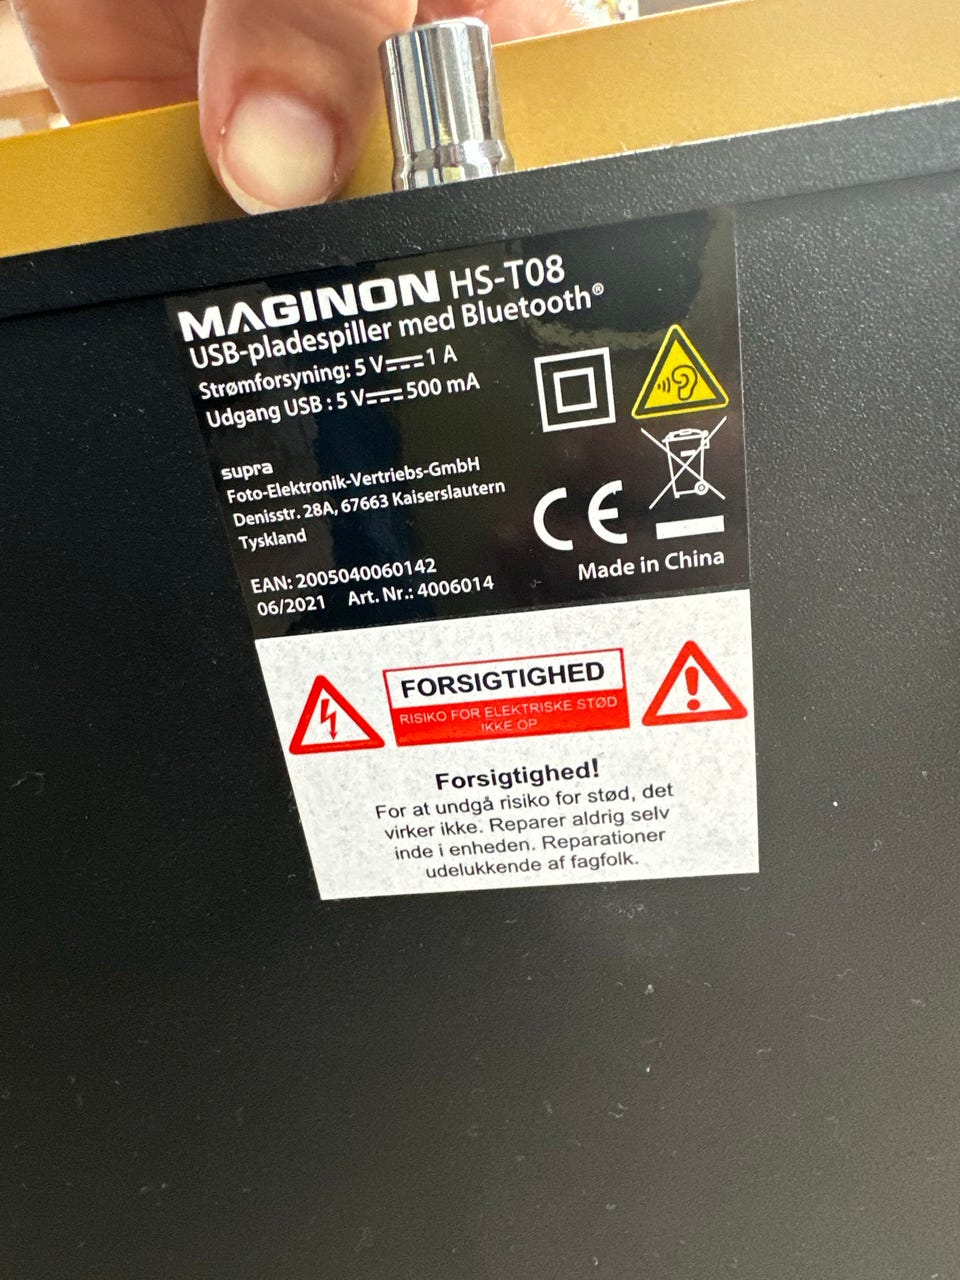 MAGINON HS-T08
USB-pladespiller med Bluetooth®
Strømforsyning: 5 V⎓1 A
Udgang USB : 5 V⎓500 mA
supra
Foto-Elektronik-Vertriebs-GmbH
Denisstr. 28A, 67663 Kaiserslautern
Tyskland
EAN: 2005040060142
06/2021 Art. Nr.: 4006014
CE
Made in China
FORSIGTIGHED
RISIKO FOR ELEKTRISKE STØD
IKKE OP
Forsigtighed!
For at undgå risiko for stød, det
virker ikke. Reparer aldrig selv
inde i enheden. Reparationer
udelukkende af fagfolk.